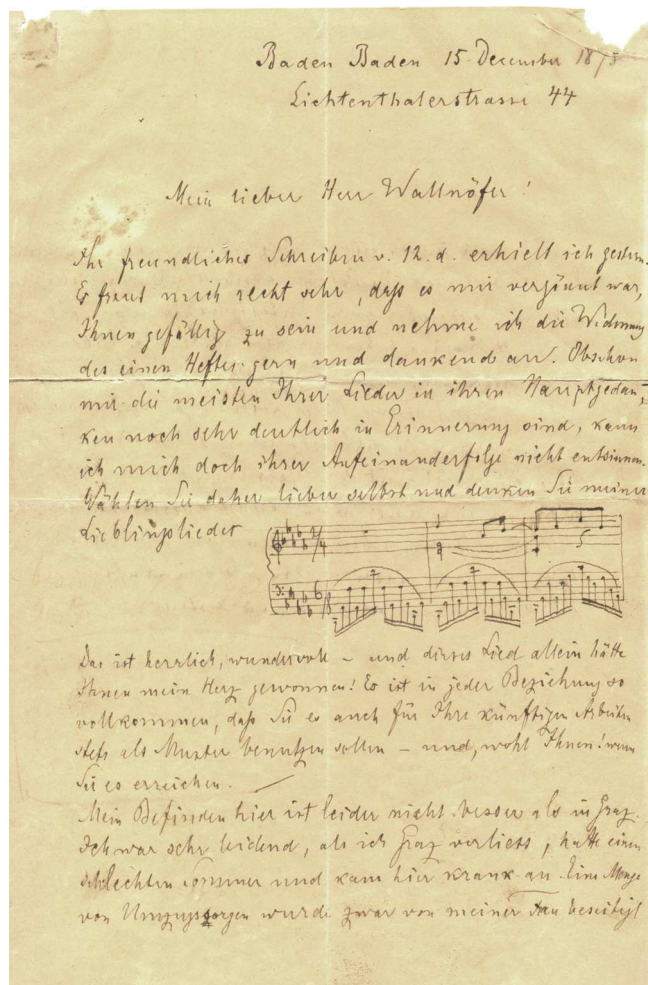 Baden Baden 15. December 18
Lichtenthalerstrasse 44
Mein lieber Herr Wallnöfer!
Ihr freundliches Schreiben v. 12. d. erhielt ich gestern.
Es freut mich recht sehr, daß es mir vergönnt war,
Ihnen gefällig zu sein und nehme ich die Widmung
des einen Heftes gern und dankend an. Obschon
mir die meisten Ihrer Lieder in ihren Hauptgedan-
ken noch sehr deutlich in Erinnerung sind, kann
ich mich doch ihrer Aufeinanderfolge nicht entsinnen.
Wählen Sie daher lieber selbst und denken Sie meiner
Lieblingslieder
Das ist herrlich, wundervoll – und dieses Lied allein hätte
Ihnen mein Herz gewonnen! Es ist in jeder Beziehung so
vollkommen, daß Sie es auch für Ihre künftigen Arbeiten
stets als Muster benutzen sollen – und, wohl Ihnen! wenn
Sie es erreichen.
Mein Befinden hier ist leider nicht besser als in Graz.
Ich war sehr leidend, als ich Graz verliess, hatte einen
schlechten Sommer und kam hier krank an. Eine Menge
von Umzugssorgen wurde zwar von meiner Frau beseitigt